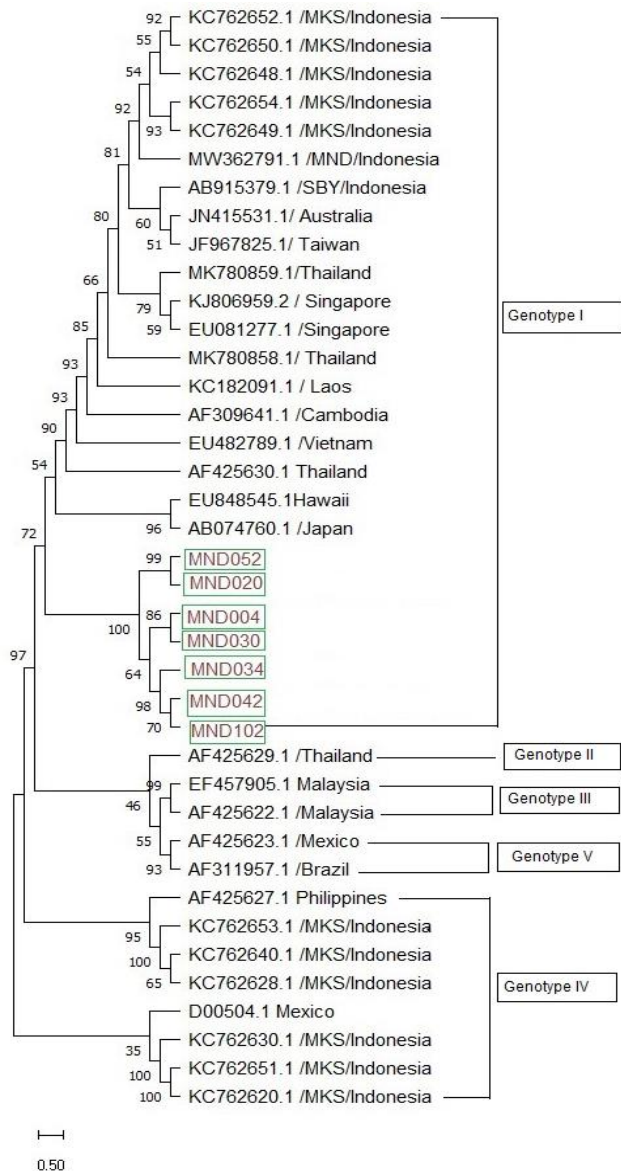 92
KC762652.1 /MKS/Indonesia
55
KC762650.1 /MKS/Indonesia
54
KC762648.1 /MKS/Indonesia
92
KC762654.1 /MKS/Indonesia
93
KC762649.1 /MKS/Indonesia
81
MW362791.1 /MND/Indonesia
AB915379.1 /SBY/Indonesia
80
60
JN415531.1/ Australia
51
JF967825.1/ Taiwan
MK780859.1/Thailand
66
79
KJ806959.2 / Singapore
Genotype I
59
EU081277.1 /Singapore
85
MK780858.1/ Thailand
93
KC182091.1 / Laos
93
AF309641.1 /Cambodia
90
EU482789.1 /Vietnam
54
AF425630.1 Thailand
EU848545.1Hawaii
72
96
AB074760.1 /Japan
99
MND052
MND020
86
MND004
100
MND030
97
64
MND034
98
MND042
70
MND102
AF425629.1 /Thailand
Genotype II
99
EF457905.1 Malaysia
Genotype III
46
AF425622.1 /Malaysia
55
AF425623.1 /Mexico
Genotype V
93
AF311957.1 /Brazil
AF425627.1 Philippines
95
KC762653.1 /MKS/Indonesia
100
KC762640.1 /MKS/Indonesia
65
KC762628.1 /MKS/Indonesia
Genotype IV
D00504.1 Mexico
35
KC762630.1 /MKS/Indonesia
100
KC762651.1 /MKS/Indonesia
100
KC762620.1 /MKS/Indonesia
0.50